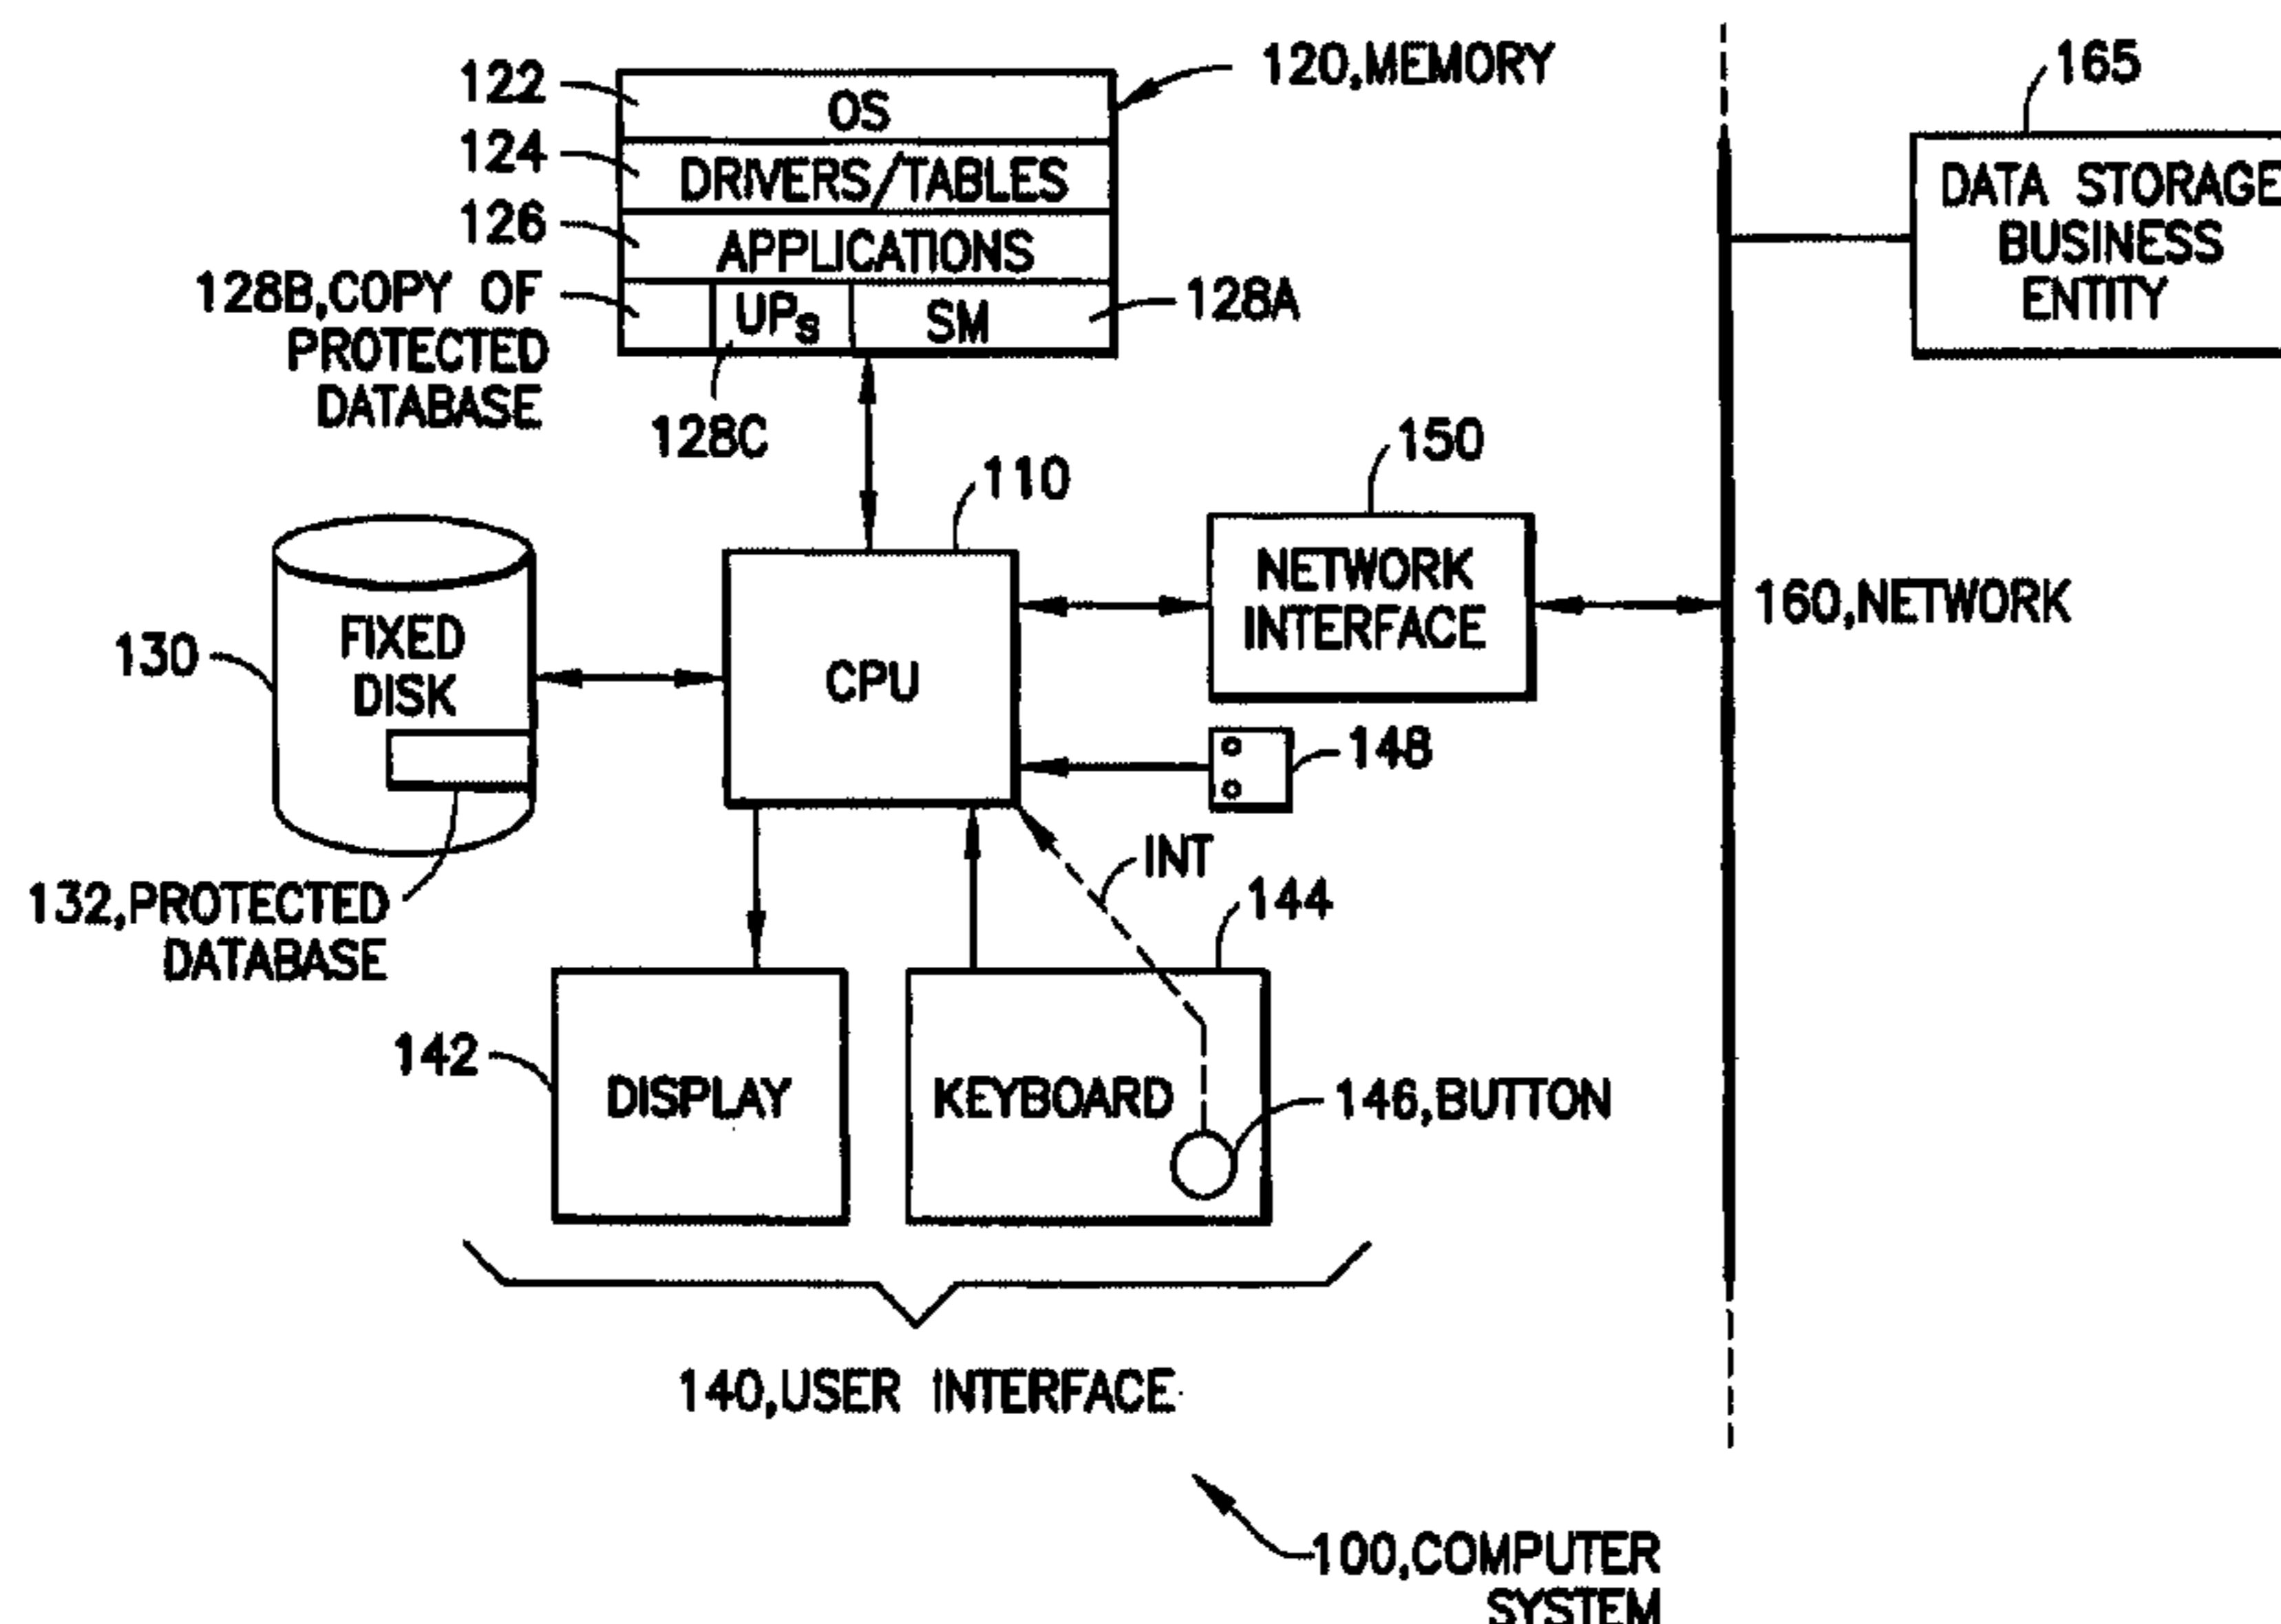 122
OS
120,MEMORY
165
124
DRIVERS/TABLES
DATA STORAGE
BUSINESS
ENTITY
126
APPLICATIONS
128B,COPY OF
PROTECTED
DATABASE
UPs
SM
128A
128C
110
150
NETWORK
INTERFACE
160,NETWORK
130
FIXED
DISK
CPU
148
INT
132,PROTECTED
DATABASE
144
142
DISPLAY
KEYBOARD
146,BUTTON
140,USER INTERFACE
100,COMPUTER
SYSTEM